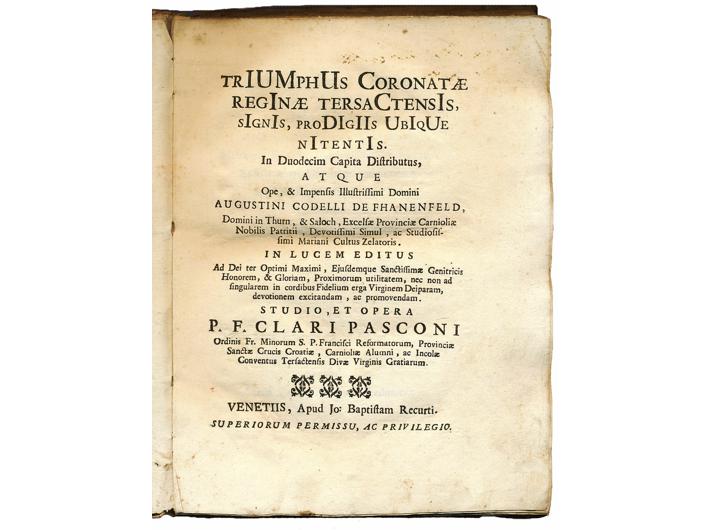 TRIUMPHUS CORONATÆ
REGINÆ TERSACTENSIS,
SIGNIS, PRODIGIIS UBIQUE
NITENTIS.
In Duodecim Capita Diſtributus,
ATQUE
Ope, & Impenſis Illuſtriſſimi Domini
AUGUSTINI CODELLI DE FHANENFELD,
Domini in Thurn, & Saloch, Excelſæ Provinciæ Carnioliæ
Nobilis Patritii, Devotiſſimi Simul, ac Studioſiſ-
ſimi Mariani Cultus Zelatoris.
IN LUCEM EDITUS
Ad Dei ter Optimi Maximi, Ejuſdemque Sanctiſſimæ Genitricis
Honorem, & Gloriam, Proximorum utilitatem, nec non ad
ſingularem in cordibus Fidelium erga Virginem Deiparam,
devotionem excitandam, ac promovendam.
STUDIO, ET OPERA
P. F. CLARI PASCONI
Ordinis Fr. Minorum S. P. Franciſci Reformatorum, Provinciæ
Sanctæ Crucis Croatiæ, Carnioliæ Alumni, ac Incolæ
Conventus Terſactenſis Divæ Virginis Gratiarum.
VENETIIS, Apud Jo: Baptiſtam Recurti.
SUPERIORUM PERMISSU, AC PRIVILEGIO.